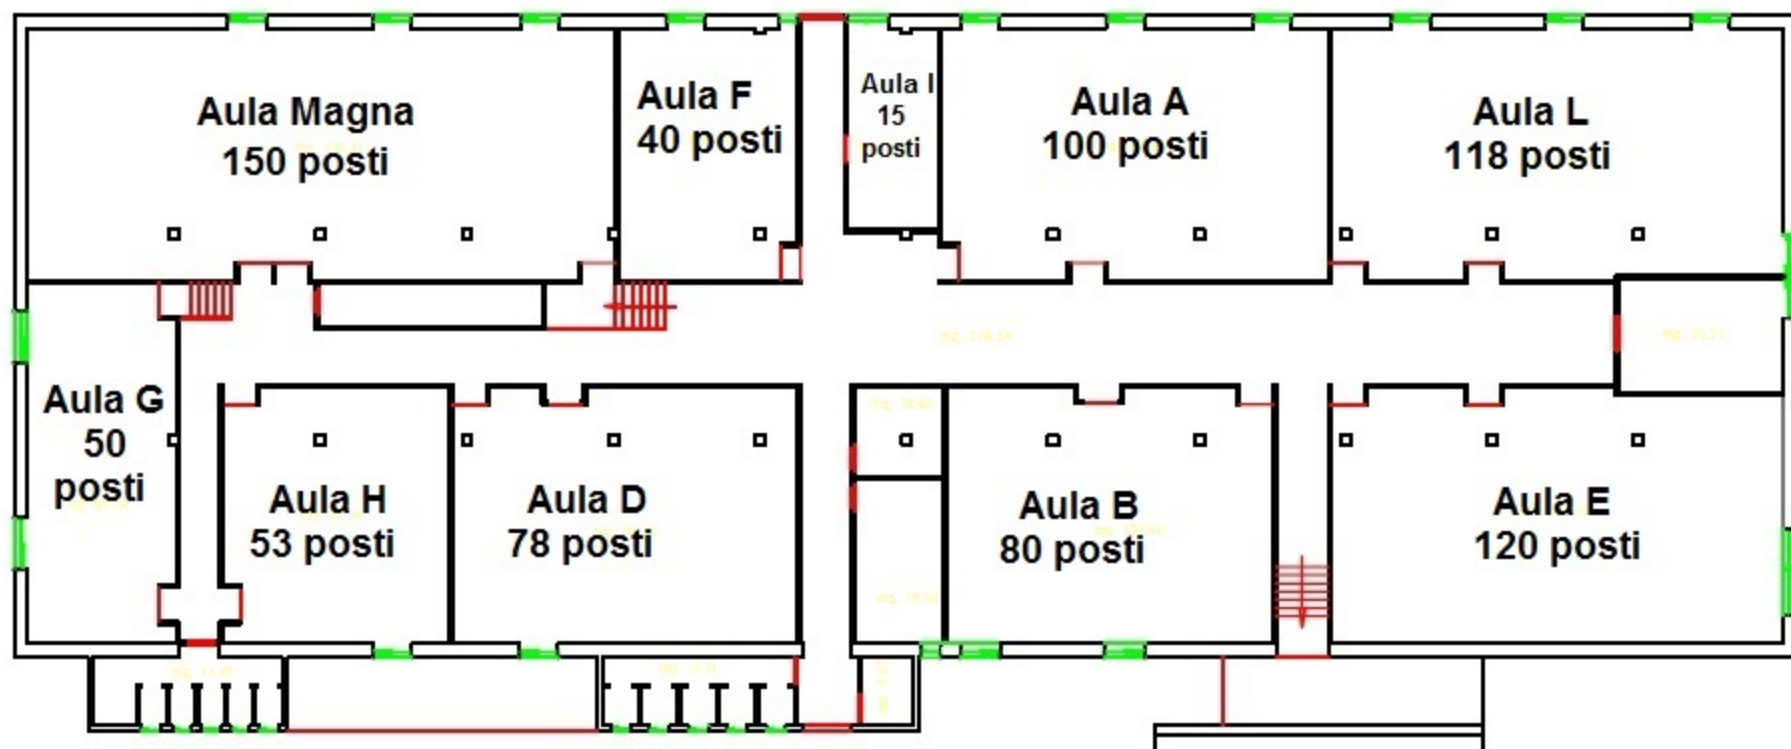 Aula Magna
150 posti
Aula F
40 posti
Aula I
15
posti
Aula A
100 posti
Aula L
118 posti
Aula G
50
posti
Aula H
53 posti
Aula D
78 posti
Aula B
80 posti
Aula E
120 posti